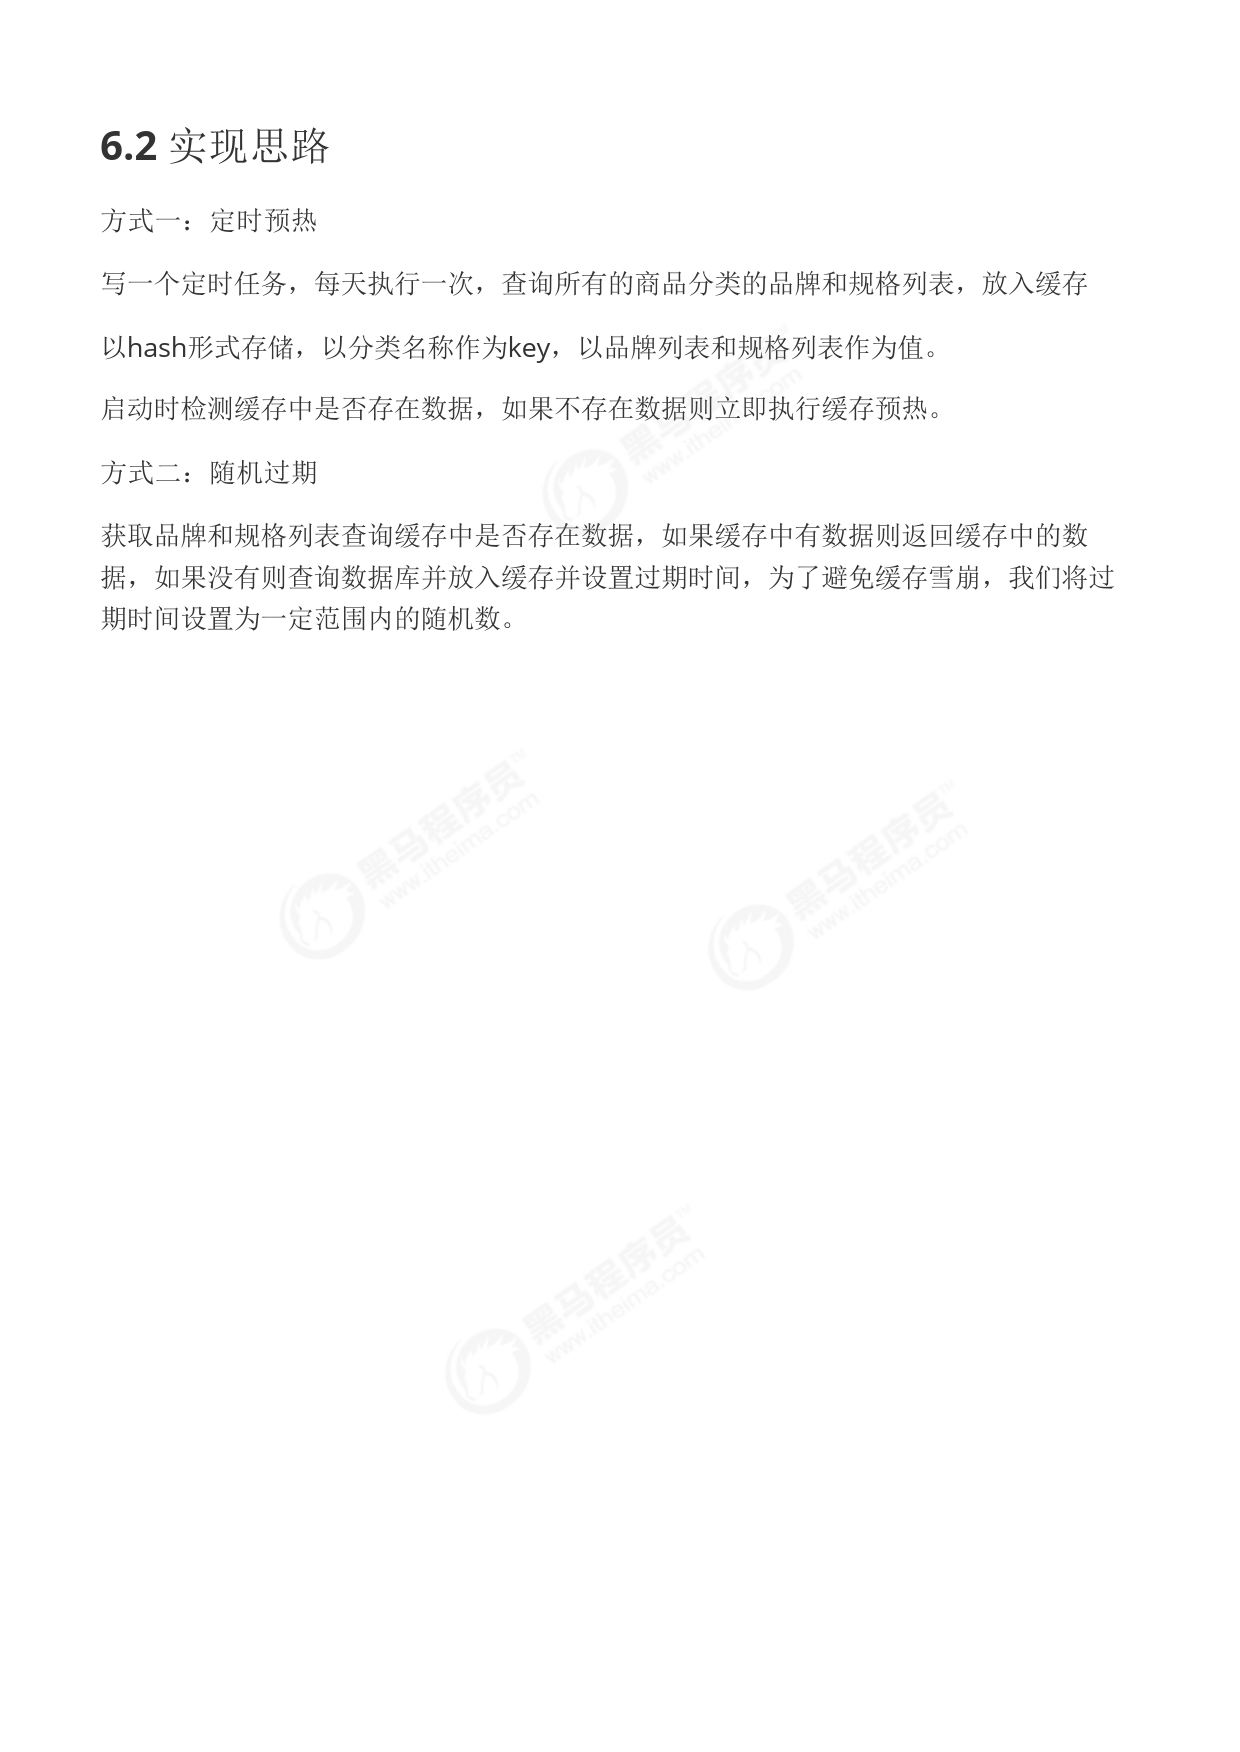 6.2 实现思路
方式一：定时预热
写一个定时任务，每天执行一次，查询所有的商品分类的品牌和规格列表，放入缓存
以hash形式存储，以分类名称作为key，以品牌列表和规格列表作为值。
启动时检测缓存中是否存在数据，如果不存在数据则立即执行缓存预热。
方式二：随机过期
获取品牌和规格列表查询缓存中是否存在数据，如果缓存中有数据则返回缓存中的数
据，如果没有则查询数据库并放入缓存并设置过期时间，为了避免缓存雪崩，我们将过
期时间设置为一定范围内的随机数。
黑马程序员™
www.itheima.com
黑马程序员™
www.itheima.com
黑马程序员™
www.itheima.com
黑马程序员™
www.itheima.com